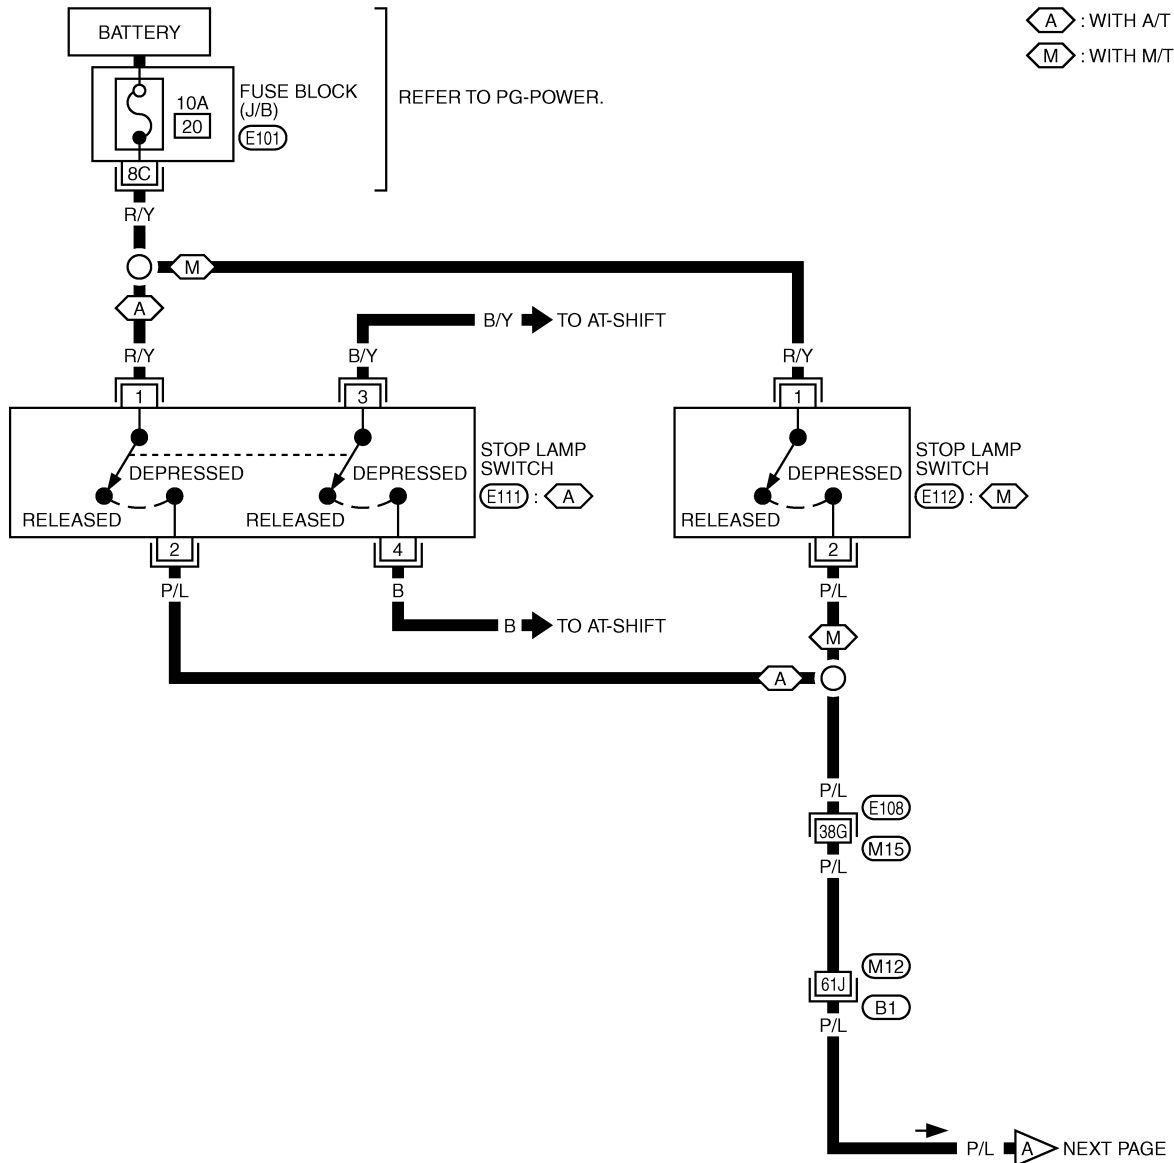 BATTERY
A : WITH A/T
M : WITH M/T
FUSE BLOCK
(J/B)
10A
20
E101
REFER TO PG-POWER.
8C
R/Y
M
A
B/Y TO AT-SHIFT
R/Y
B/Y
R/Y
1
3
1
DEPRESSED
RELEASED
DEPRESSED
RELEASED
STOP LAMP
SWITCH
E111 : A
DEPRESSED
RELEASED
STOP LAMP
SWITCH
E112 : M
2
4
2
P/L
B
P/L
B TO AT-SHIFT
M
A
P/L
E108
38G
M15
P/L
M12
61J
B1
P/L
P/L A NEXT PAGE